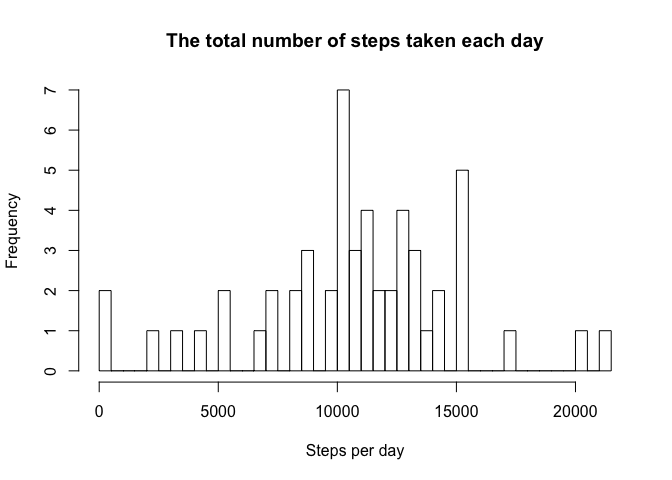 The total number of steps taken each day
7
6
5
4
3
2
1
0
Frequency
0 5000 10000 15000 20000
Steps per day